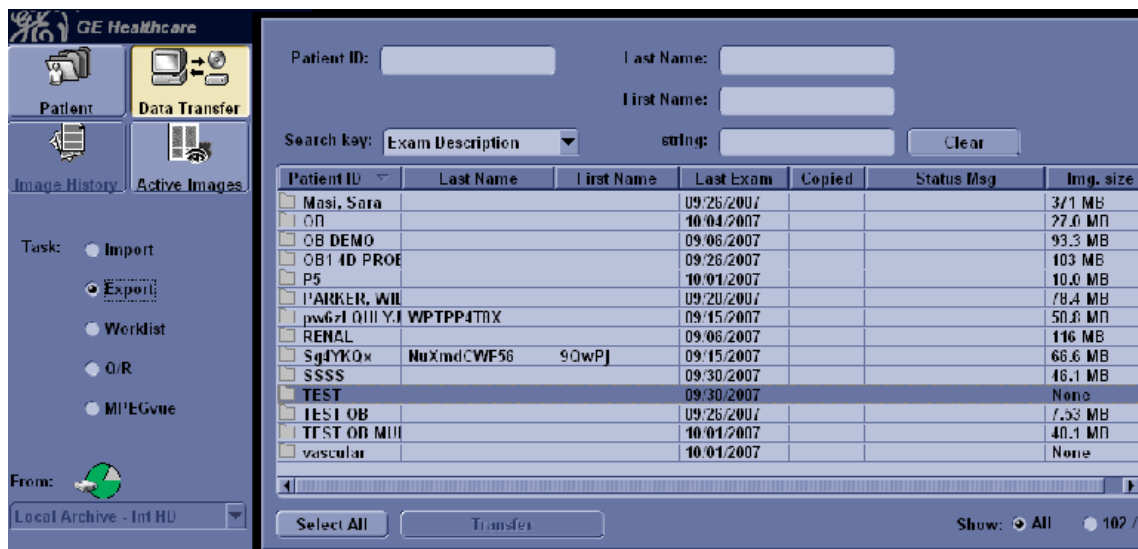 GE Healthcare
Patient
Data Transfer
Image History
Active Images
Task:
Import
Export
Worklist
Q/R
MPEGvue
From:
Local Archive - Int HD
Patient ID:
Last Name:
First Name:
Search key: Exam Description
string:
Clear
Patient ID Last Name First Name Last Exam Copied Status Msg Img. size
Masi, Sara 09/26/2007 371 MB
OB 10/04/2007 27.0 MB
OB DEMO 09/06/2007 93.3 MB
OB1 4D PROB 09/26/2007 103 MB
P5 10/01/2007 10.0 MB
PARKER, WIL 09/20/2007 78.4 MB
WPTPP4T8X 09/15/2007 50.8 MB
RENAL 09/06/2007 116 MB
Sg4YKQx NuXmdCWF56 9QwPJ 09/15/2007 66.6 MB
SSSS 09/30/2007 46.1 MB
TEST 09/30/2007 None
TEST OB 09/26/2007 7.53 MB
TEST OB MUL 10/01/2007 40.1 MB
vascular 10/01/2007 None
Select All
Transfer
Show: All 102 /